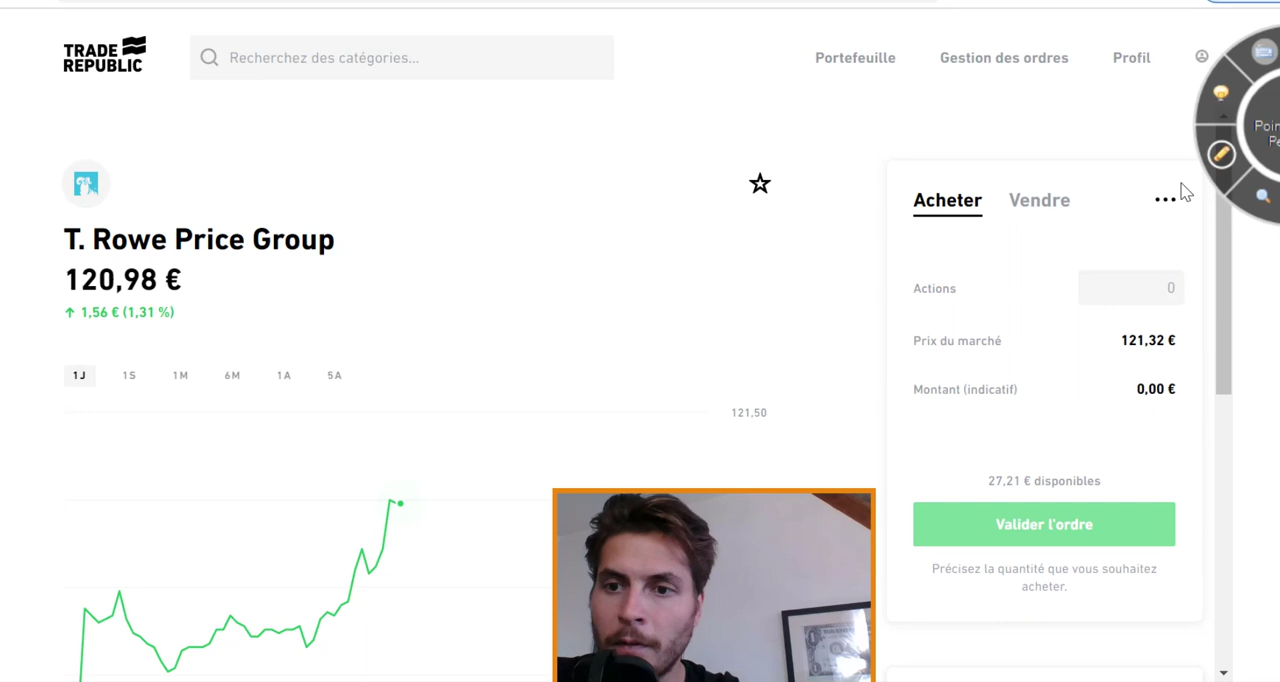 TRADE
REPUBLIC
Recherchez des catégories...
Portefeuille
Gestion des ordres
Profil
T. Rowe Price Group
120,98 €
↑ 1,56 € (1,31 %)
1J
1S
1M
6M
1A
5A
121,50
Acheter
Vendre
Actions
0
Prix du marché
121,32 €
Montant (indicatif)
0,00 €
27,21 € disponibles
Valider l'ordre
Précisez la quantité que vous souhaitez
acheter.